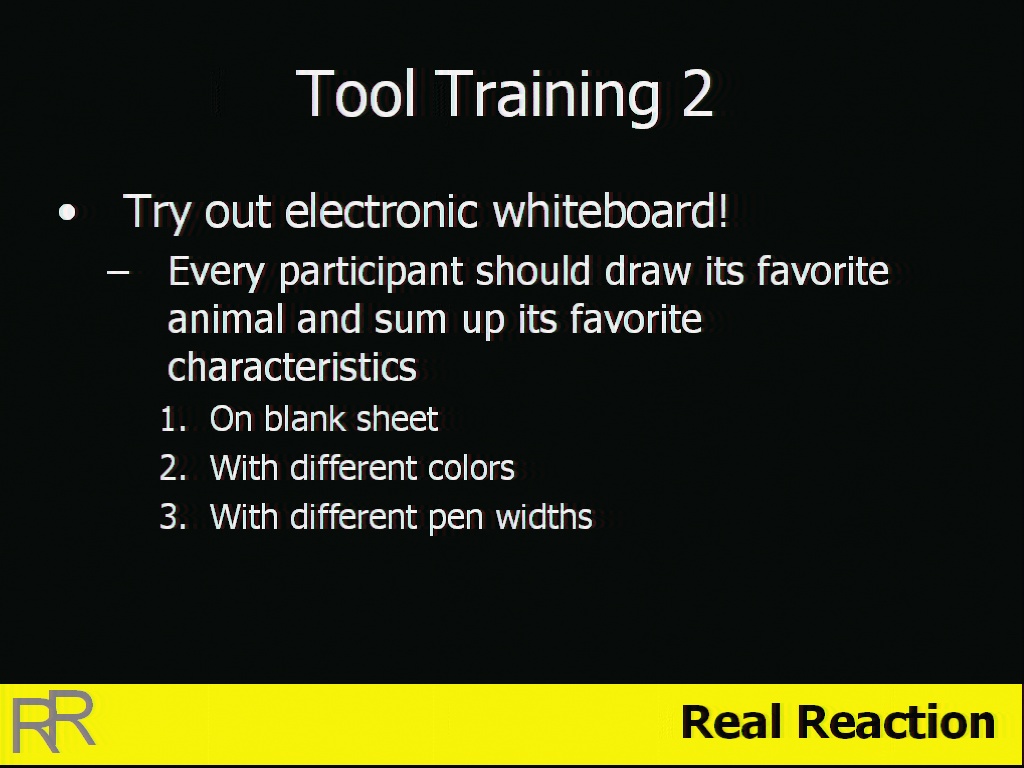 Tool Training 2
• Try out electronic whiteboard!
– Every participant should draw its favorite
animal and sum up its favorite
characteristics
1. On blank sheet
2. With different colors
3. With different pen widths
RR
Real Reaction